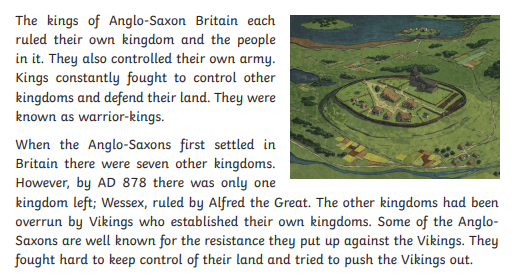 The kings of Anglo-Saxon Britain each
ruled their own kingdom and the people
in it. They also controlled their own army.
Kings constantly fought to control other
kingdoms and defend their land. They were
known as warrior-kings.
When the Anglo-Saxons first settled in
Britain there were seven other kingdoms.
However, by AD 878 there was only one
kingdom left; Wessex, ruled by Alfred the Great. The other kingdoms had been
overrun by Vikings who established their own kingdoms. Some of the Anglo-
Saxons are well known for the resistance they put up against the Vikings. They
fought hard to keep control of their land and tried to push the Vikings out.